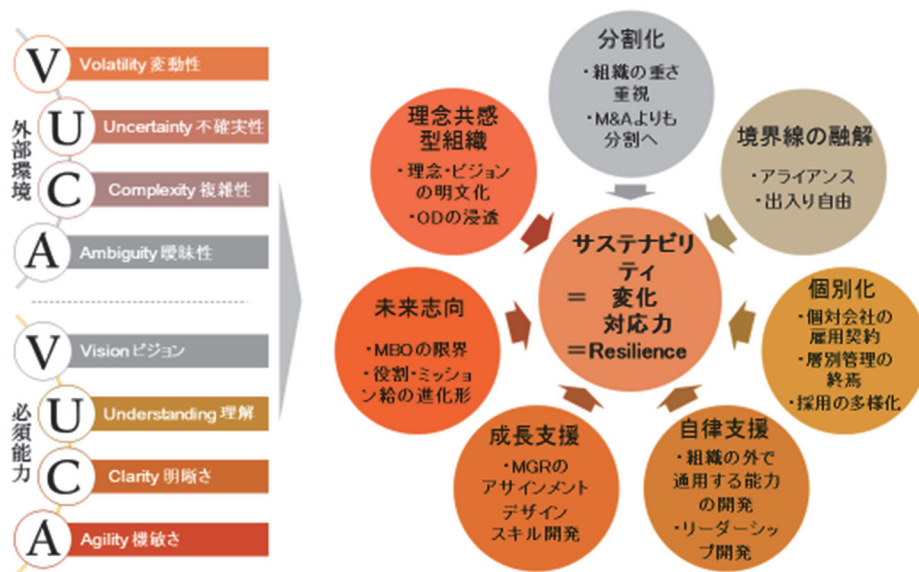 外部環境
V
Volatility 変動性
U
Uncertainty 不確実性
C
Complexity 複雑性
A
Ambiguity 曖昧性
必須能力
V
Vision ビジョン
U
Understanding 理解
C
Clarity 明晰さ
A
Agility 機敏さ
分割化
・組織の重さ
重視
・M&Aよりも
分割へ
理念共感
型組織
・理念・ビジョン
の明文化
・ODの浸透
境界線の融解
・アライアンス
・出入り自由
サステナビリ
ティ
= 変化
対応力
=Resilience
未来志向
・MBOの限界
・役割・ミッショ
ン給の進化形
個別化
・個対会社の
雇用契約
・層別管理の
終焉
・採用の多様化
成長支援
・MGRの
アサインメント
デザイン
スキル開発
自律支援
・組織の外で
通用する能力
の開発
・リーダーシッ
プ開発